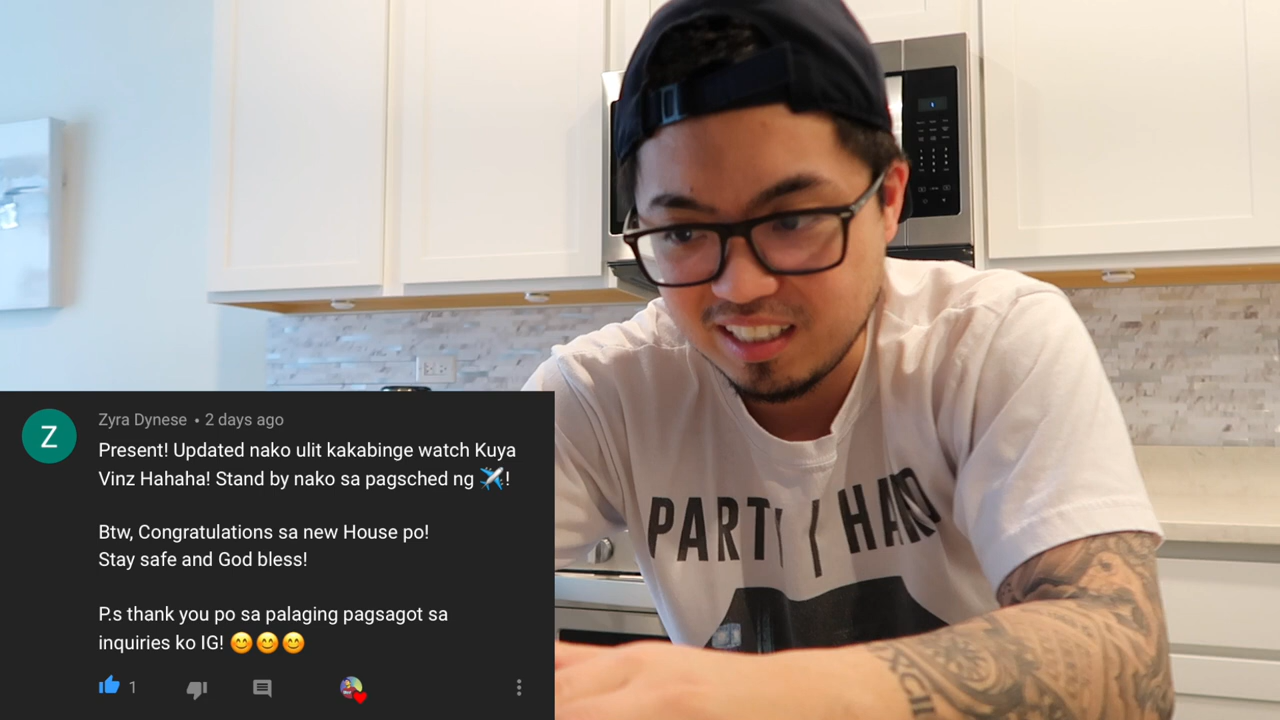 Z
Zyra Dynese • 2 days ago
Present! Updated nako ulit kakabinge watch Kuya
Vinz Hahaha! Stand by nako sa pagsched ng ✈️!
Btw, Congratulations sa new House po!
Stay safe and God bless!
P.s thank you po sa palaging pagsagot sa
inquiries ko IG! 😊😊😊
1
PARTY HARD